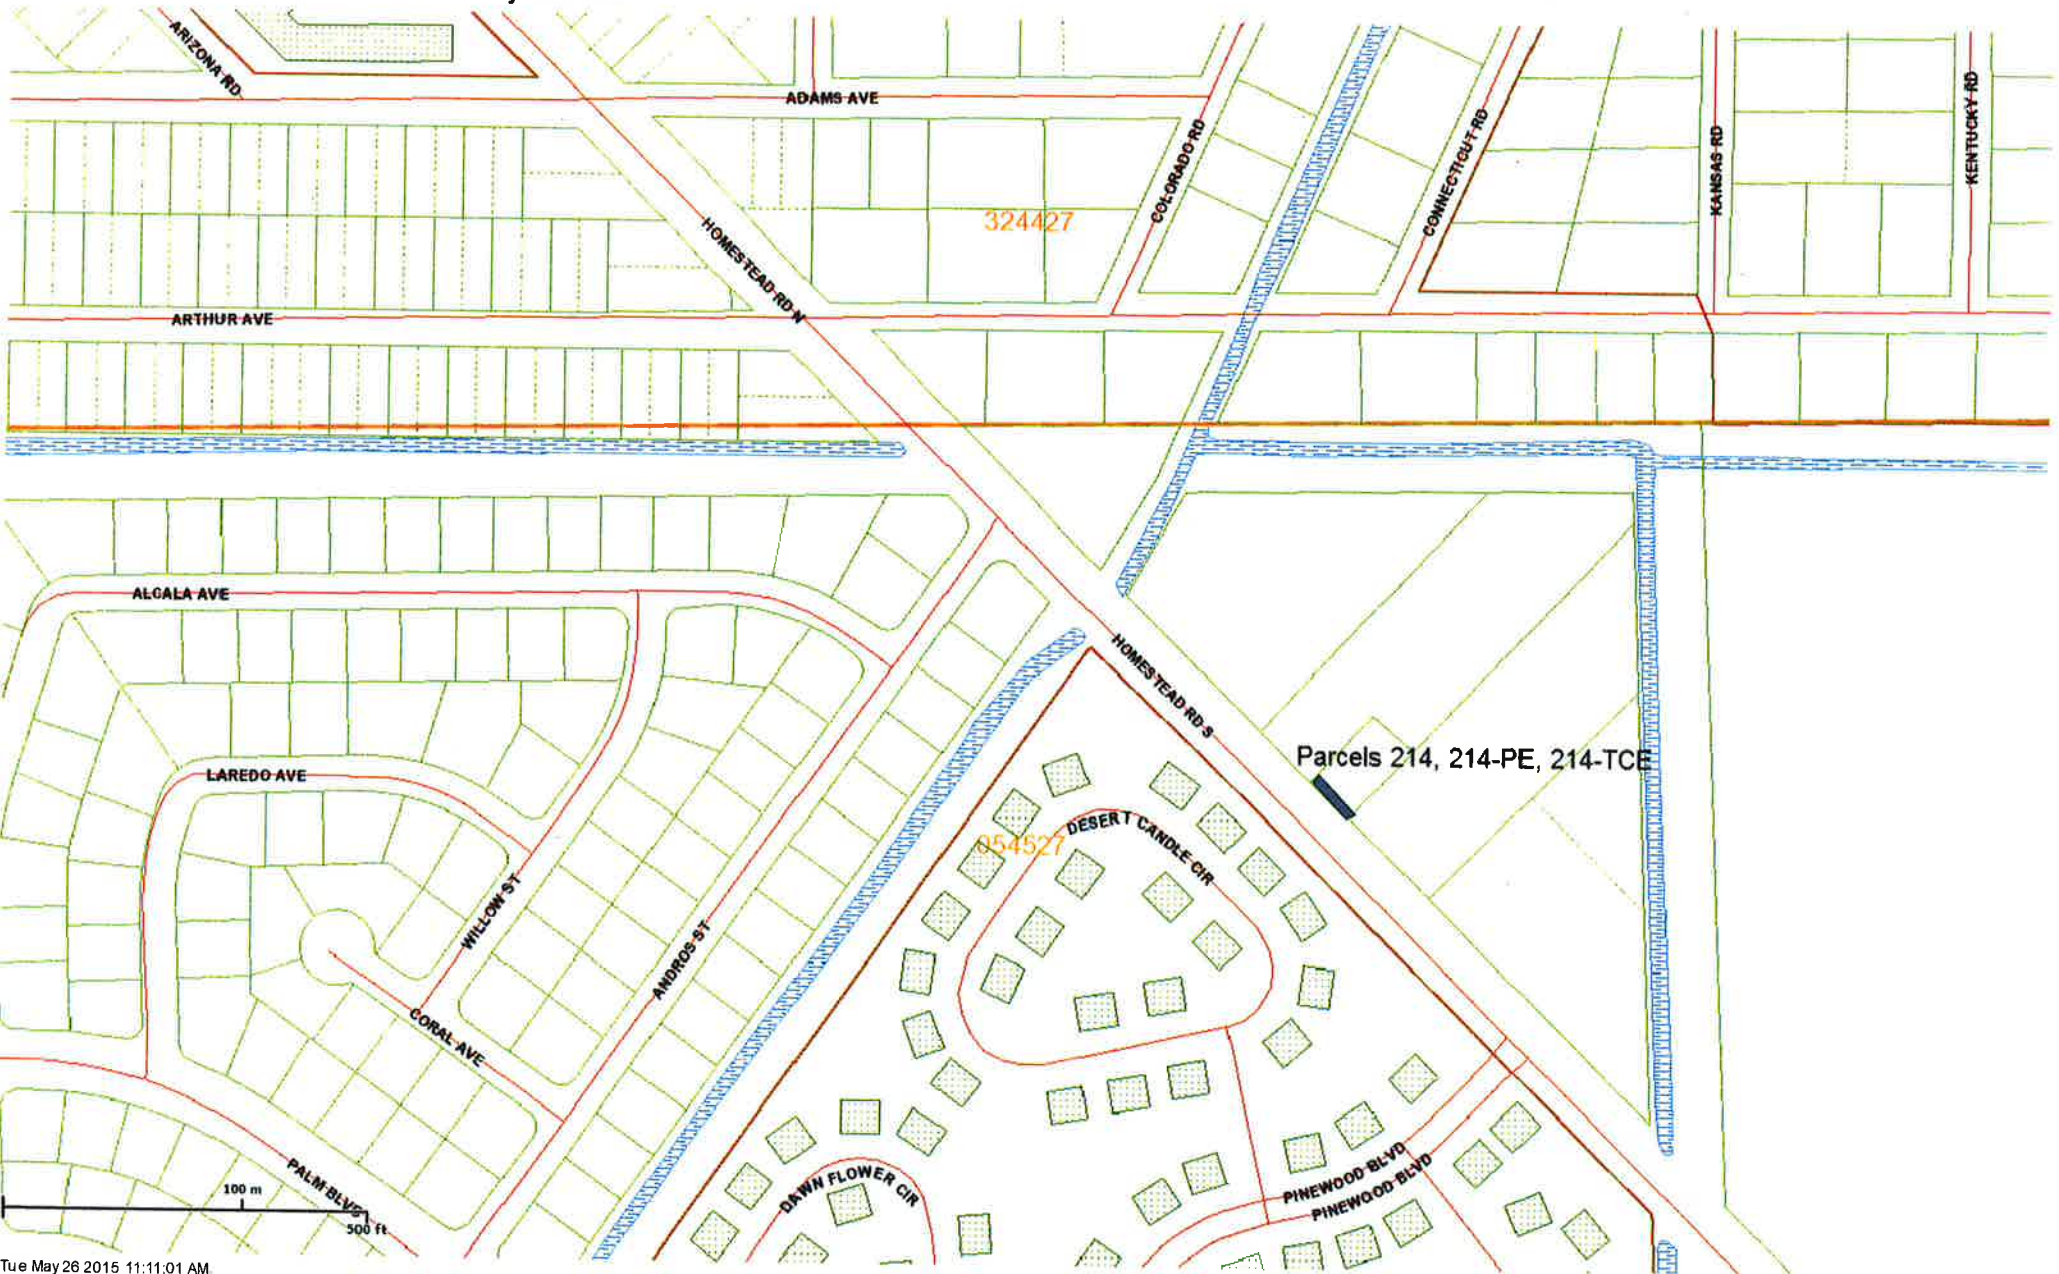 ARIZONA RD
ADAMS AVE
COLORADO RD
CONNECTICUT RD
KANSAS RD
KENTUCKY RD
324427
HOMESTEAD RD N
ARTHUR AVE
ALCALA AVE
HOMESTEAD RD S
Parcels 214, 214-PE, 214-TCE
LAREDO AVE
DESERT CANDLE CIR
054527
WILLOW ST
ANDROS ST
CORAL AVE
PALM BLVD
DAWN FLOWER CIR
PINEWOOD BLVD
PINEWOOD BLVD
100 m
500 ft
Tue May 26 2015 11:11:01 AM.